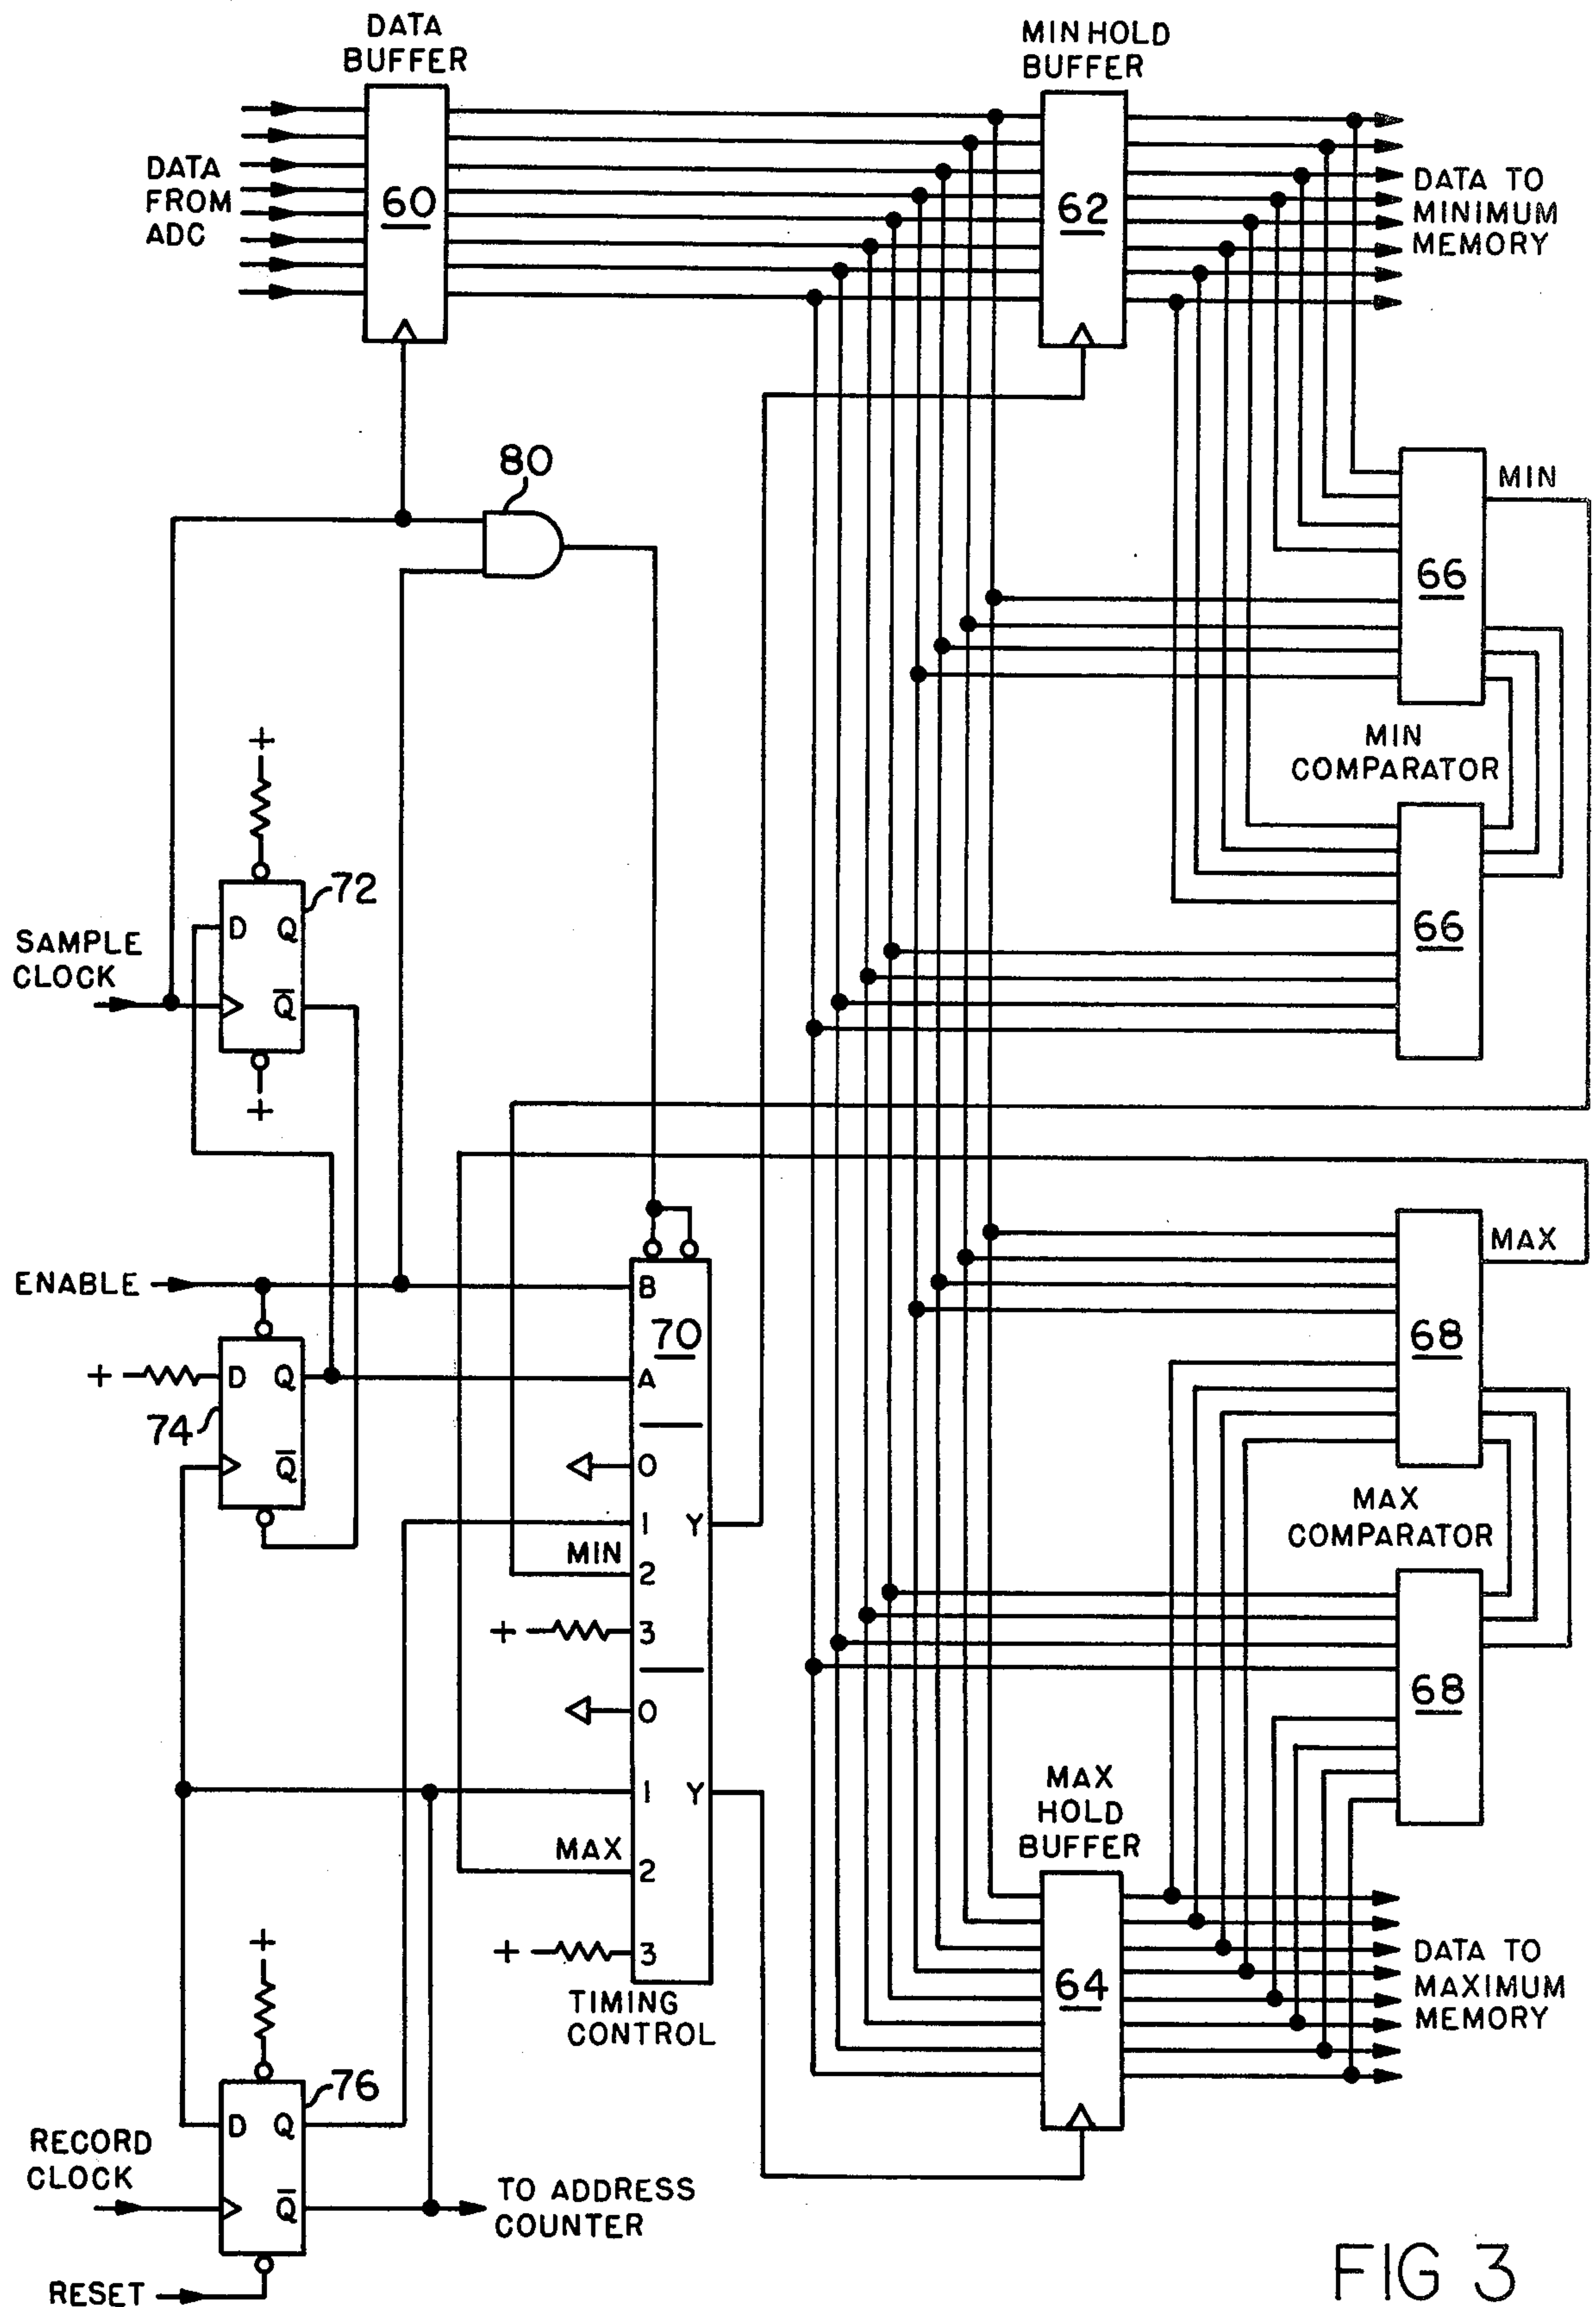 DATA
BUFFER
MIN HOLD
BUFFER
DATA
FROM
ADC
60
62
DATA TO
MINIMUM
MEMORY
80
MIN
66
MIN
COMPARATOR
66
72
D Q
SAMPLE
CLOCK
Q̅
+
+
MAX
ENABLE
B
70
68
+
D Q
A
74
Q̅
0
1 Y
MIN
2
MAX
COMPARATOR
+
3
0
68
1 Y
MAX
HOLD
BUFFER
MAX
2
+
3
+
TIMING
CONTROL
64
DATA TO
MAXIMUM
MEMORY
76
D Q
RECORD
CLOCK
Q̅
TO ADDRESS
COUNTER
RESET
FIG 3